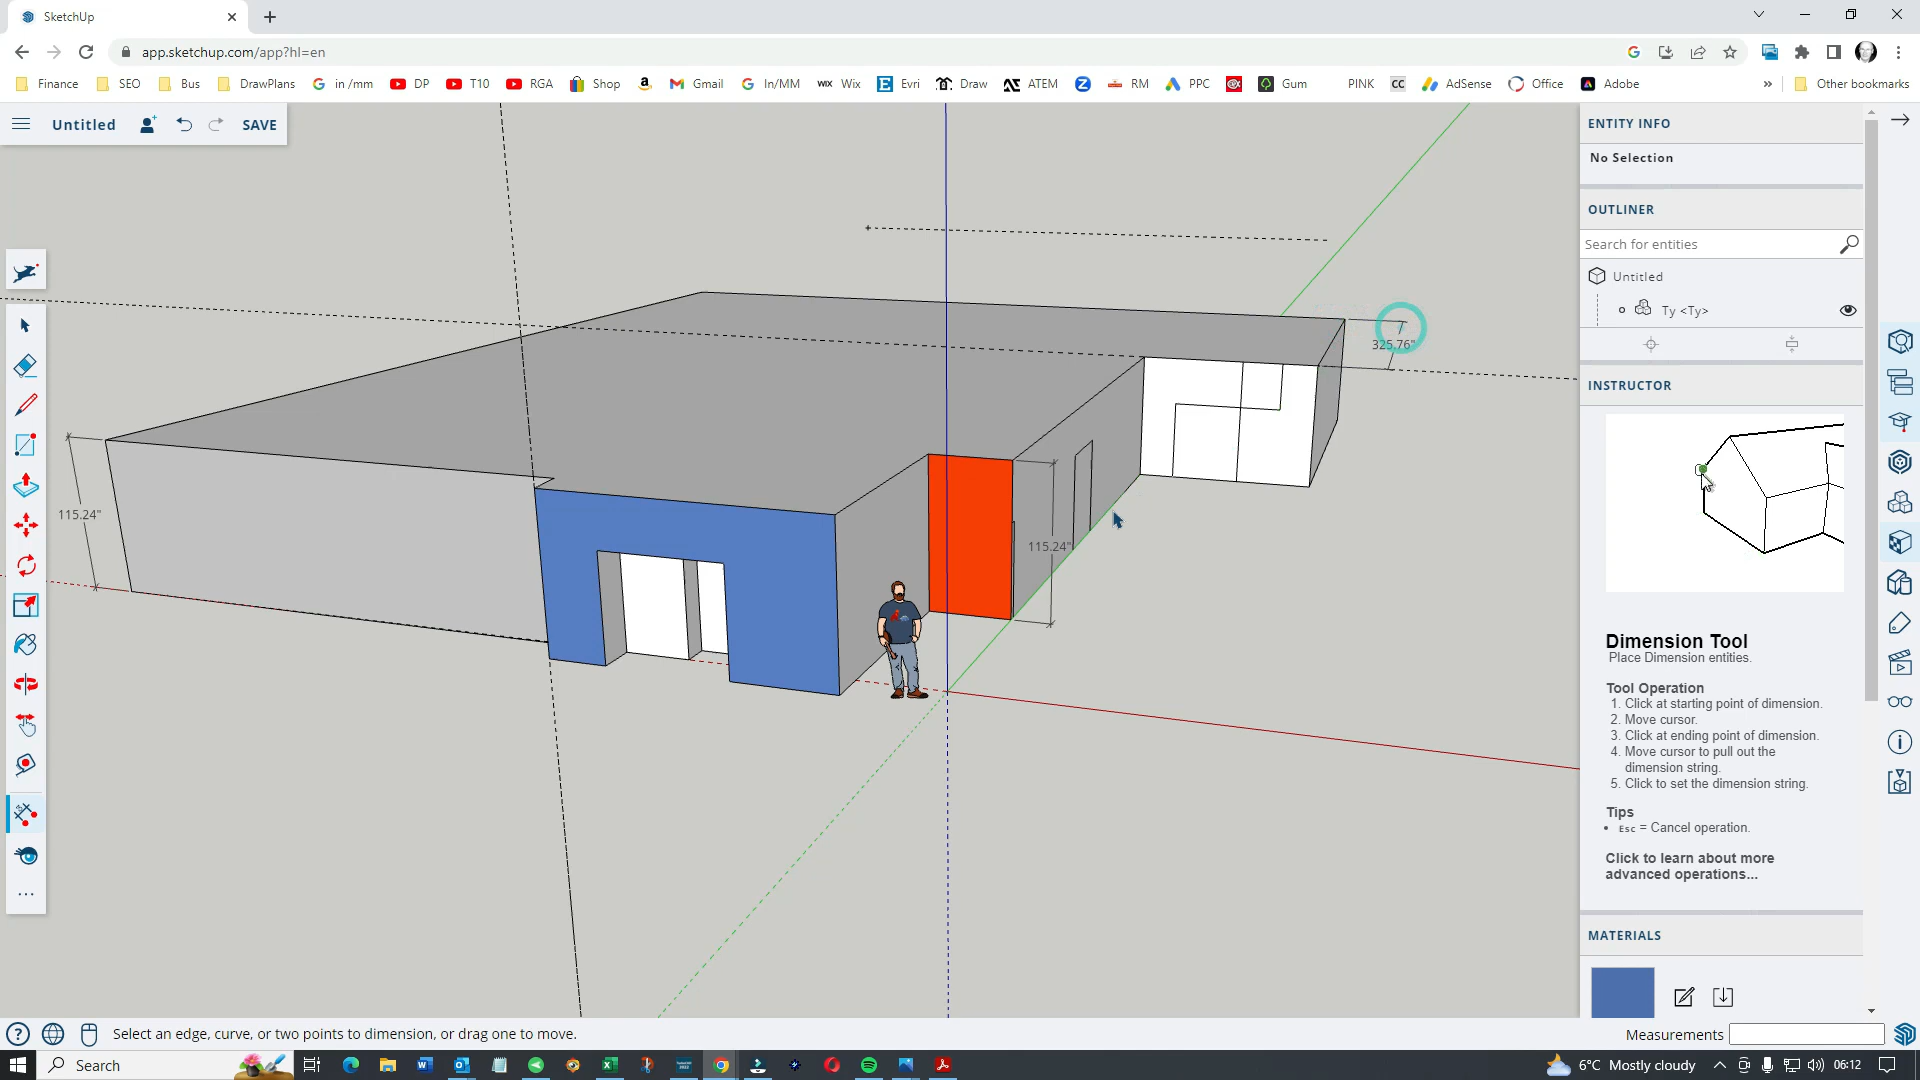 SketchUp
app.sketchup.com/app?hl=en
Finance SEO Bus DrawPlans in /mm DP T10 RGA Shop Gmail In/MM WIX Wix Evri Draw ATEM RM PPC Gum PINK CC AdSense Office Adobe » Other bookmarks
Untitled SAVE
ENTITY INFO
No Selection
OUTLINER
Search for entities
Untitled
Ty <Ty>
325.76"
INSTRUCTOR
115.24"
115.24"
Dimension Tool
Place Dimension entities.
Tool Operation
1. Click at starting point of dimension.
2. Move cursor.
3. Click at ending point of dimension.
4. Move cursor to pull out the
dimension string.
5. Click to set the dimension string.
Tips
• Esc = Cancel operation.
Click to learn about more
advanced operations...
MATERIALS
Select an edge, curve, or two points to dimension, or drag one to move.
Measurements
Search
6°C Mostly cloudy 06:12